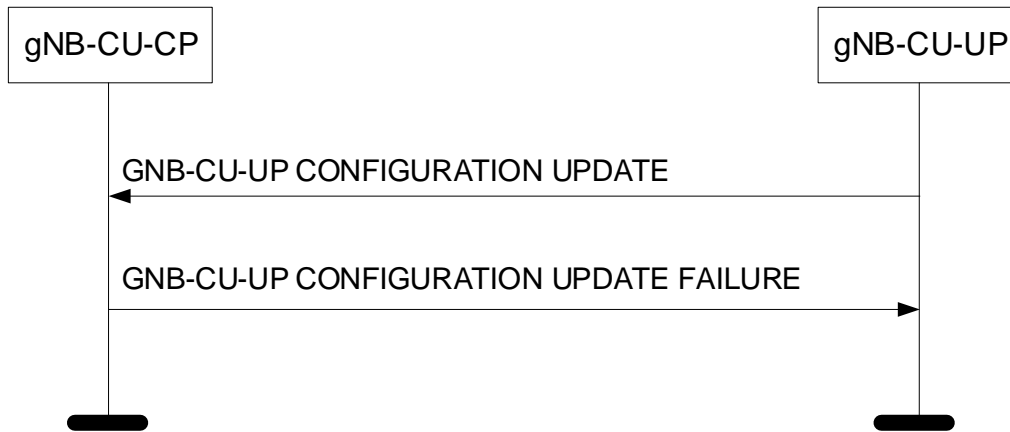 gNB-CU-CP
gNB-CU-UP
GNB-CU-UP CONFIGURATION UPDATE
GNB-CU-UP CONFIGURATION UPDATE FAILURE